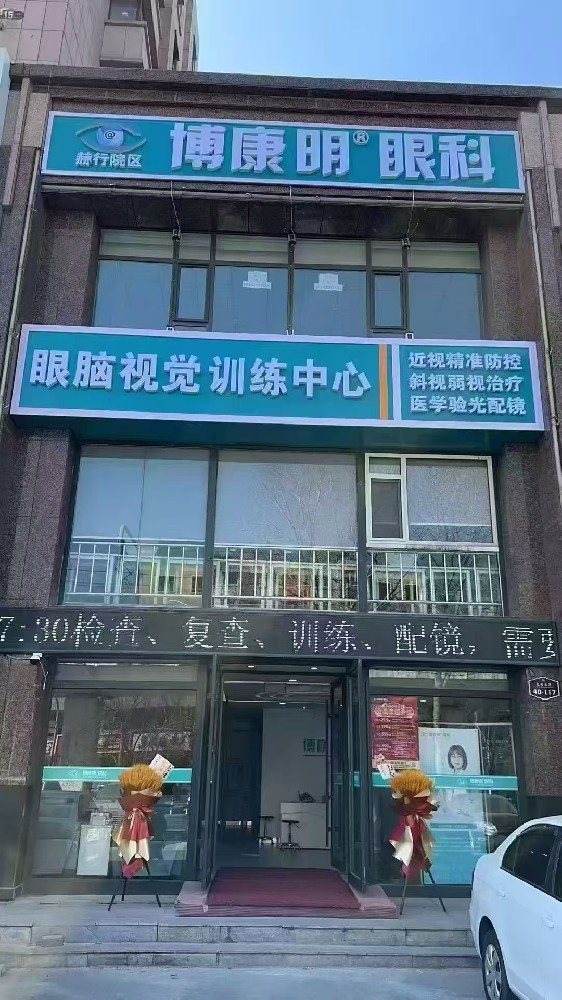 博康明® 眼科
赫行院区
眼脑视觉训练中心
近视精准防控
斜视弱视治疗
医学验光配镜
7:30检查、复查、训练、配镜，需要
40-117